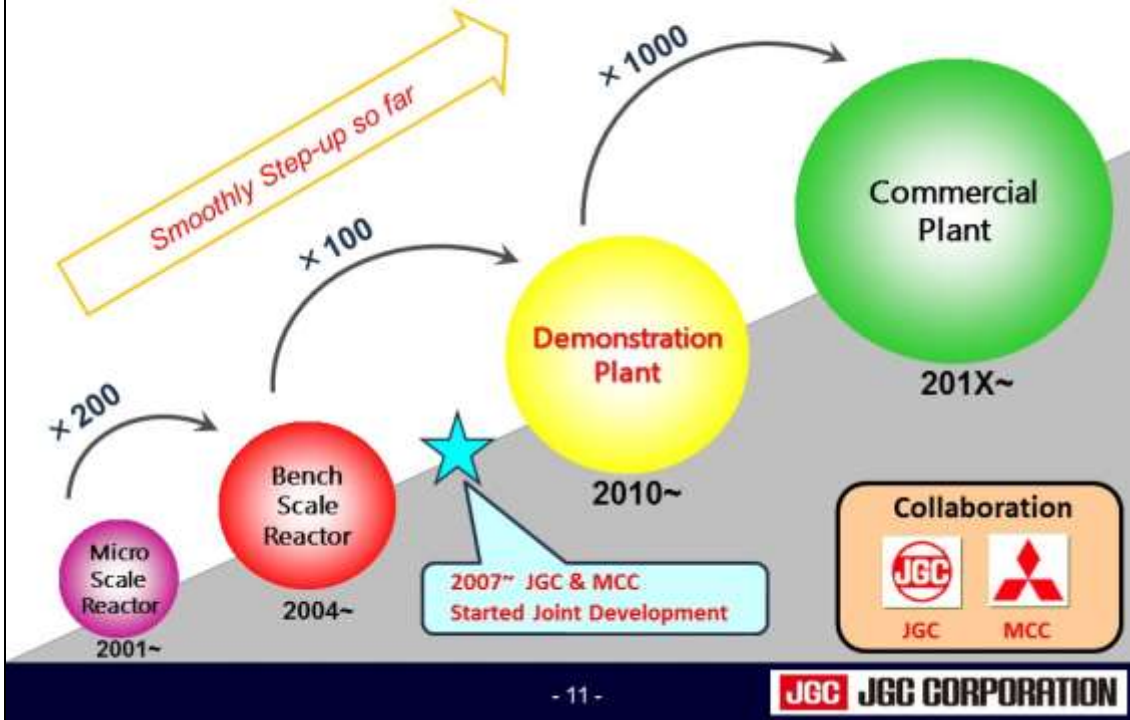 Smoothly Step-up so far
× 200
× 100
× 1000
Micro
Scale
Reactor
2001~
Bench
Scale
Reactor
2004~
Demonstration
Plant
2010~
Commercial
Plant
201X~
2007~ JGC & MCC
Started Joint Development
Collaboration
JGC
JGC
MCC
- 11 -
JGC JGC CORPORATION